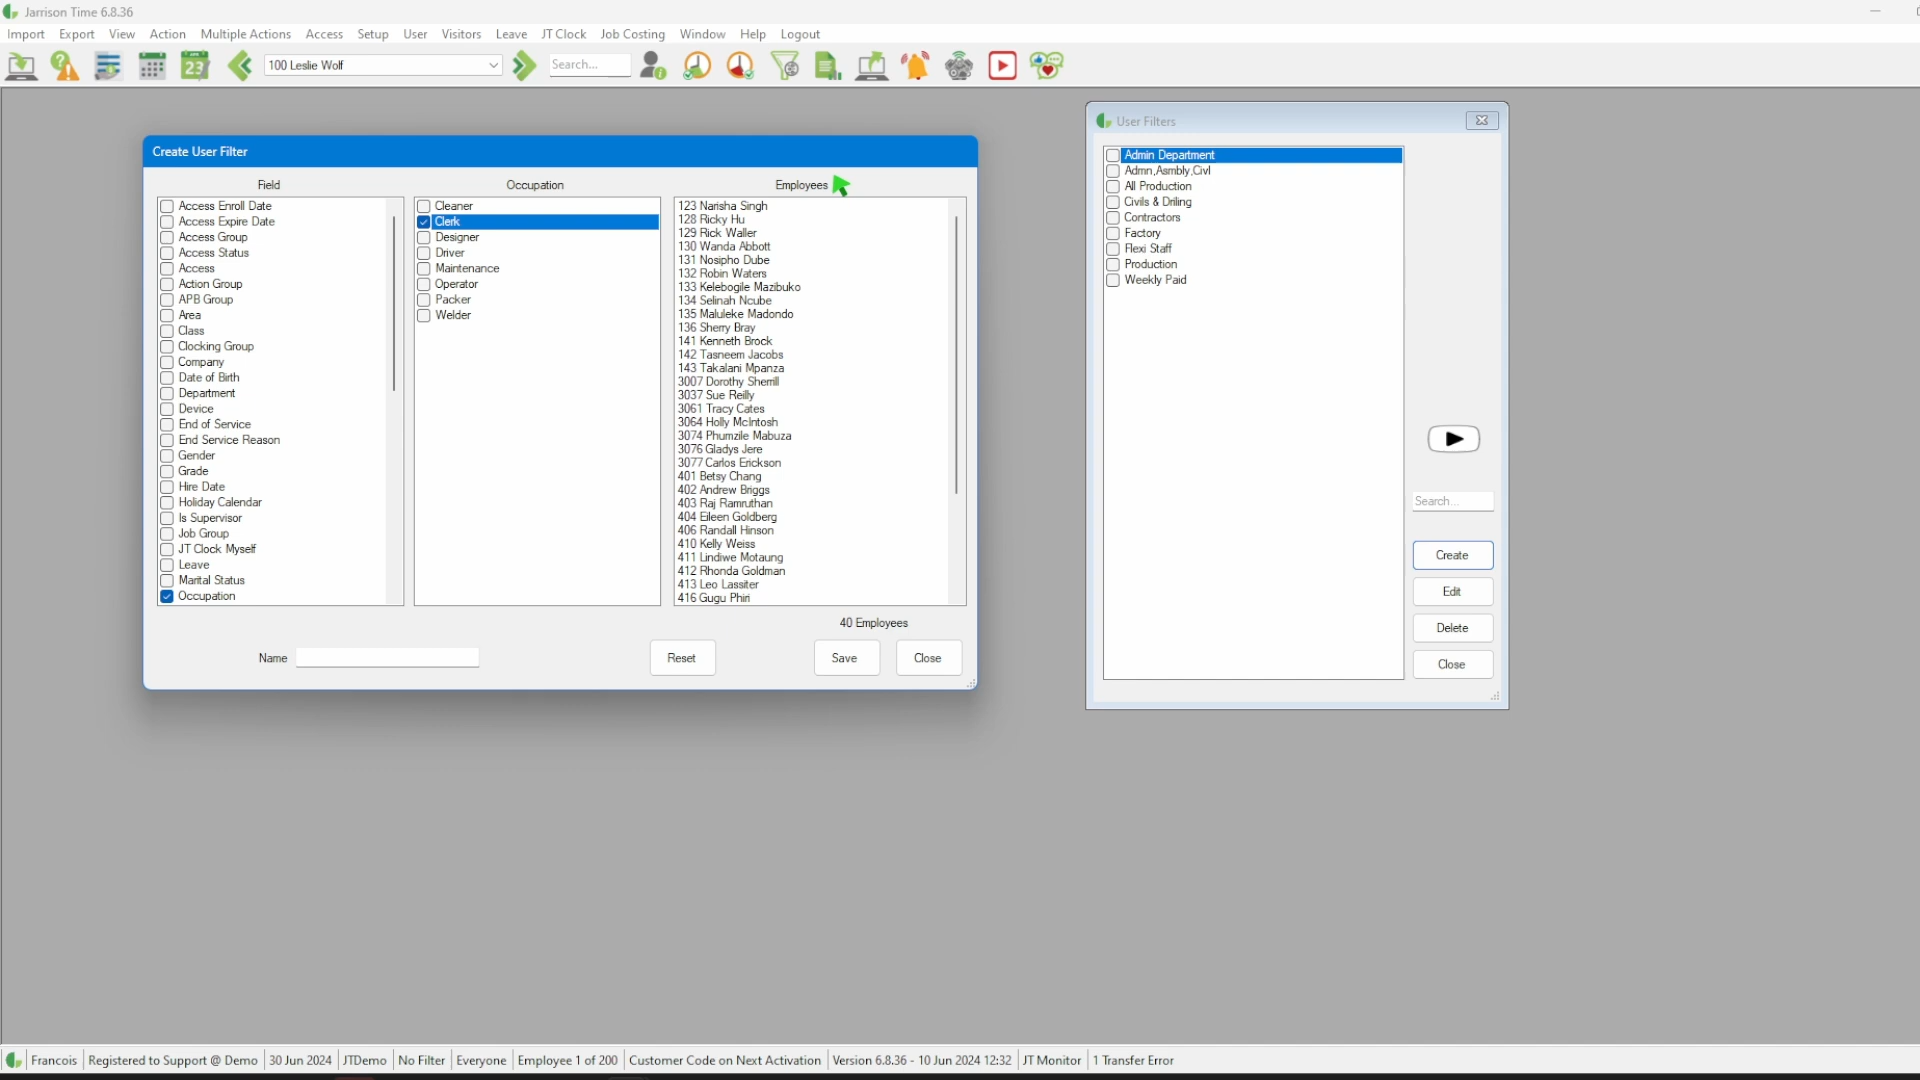 Jarrison Time 6.8.36
Import Export View Action Multiple Actions Access Setup User Visitors Leave JT Clock Job Costing Window Help Logout
23 100 Leslie Wolf Search...
Create User Filter
Field Occupation Employees
Access Enroll Date
Access Expire Date
Access Group
Access Status
Access
Action Group
APB Group
Area
Class
Clocking Group
Company
Date of Birth
Department
Device
End of Service
End Service Reason
Gender
Grade
Hire Date
Holiday Calendar
Is Supervisor
Job Group
JT Clock Myself
Leave
Marital Status
Occupation
Cleaner
Clerk
Designer
Driver
Maintenance
Operator
Packer
Welder
123 Narisha Singh
128 Ricky Hu
129 Rick Waller
130 Wanda Abbott
131 Nosipho Dube
132 Robin Waters
133 Kelebogile Mazibuko
134 Selinah Ncube
135 Maluleke Madondo
136 Sherry Bray
141 Kenneth Brock
142 Tasneem Jacobs
143 Takalani Mpanza
3007 Dorothy Sherrill
3037 Sue Reilly
3061 Tracy Cates
3064 Holly McIntosh
3074 Phumzile Mabuza
3076 Gladys Jere
3077 Carlos Erickson
401 Betsy Chang
402 Andrew Briggs
403 Raj Ramruthan
404 Eileen Goldberg
406 Randall Hinson
410 Kelly Weiss
411 Lindiwe Motaung
412 Rhonda Goldman
413 Leo Lassiter
416 Gugu Phiri
40 Employees
Name Reset Save Close
User Filters
Admin Department
Admn,Asmbly,Civl
All Production
Civils & Driling
Contractors
Factory
Flexi Staff
Production
Weekly Paid
Search...
Create
Edit
Delete
Close
Francois Registered to Support @ Demo 30 Jun 2024 JTDemo No Filter Everyone Employee 1 of 200 Customer Code on Next Activation Version 6.8.36 - 10 Jun 2024 12:32 JT Monitor 1 Transfer Error